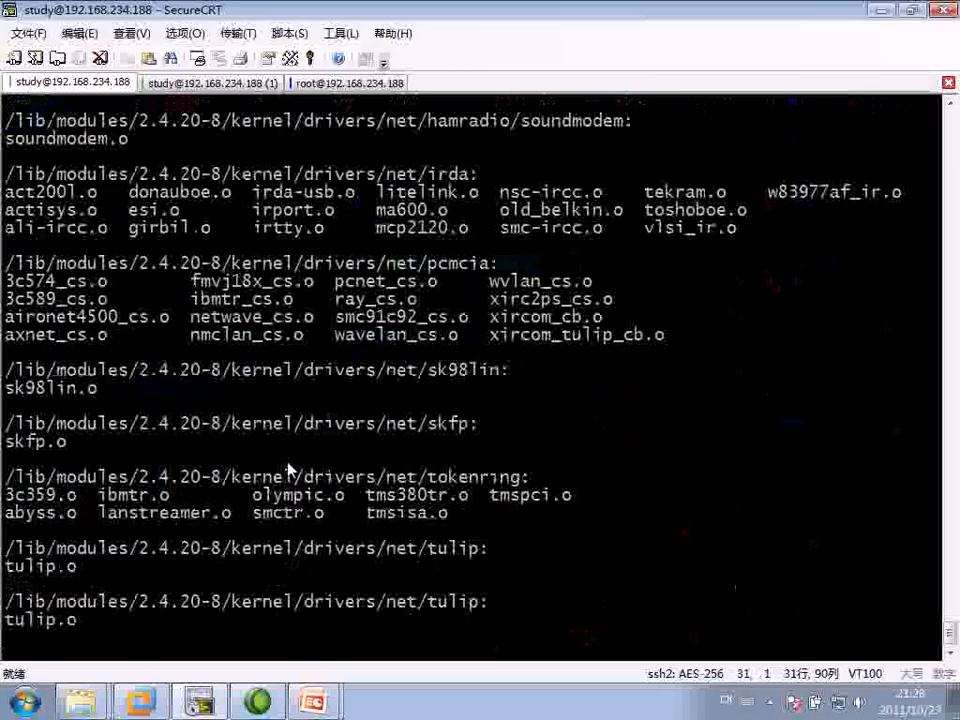 study@192.168.234.188 - SecureCRT
文件(F) 编辑(E) 查看(V) 选项(O) 传输(T) 脚本(S) 工具(L) 帮助(H)
study@192.168.234.188 study@192.168.234.188 (1) root@192.168.234.188
/lib/modules/2.4.20-8/kernel/drivers/net/hamradio/soundmodem:
soundmodem.o
/lib/modules/2.4.20-8/kernel/drivers/net/irda:
act200l.o donauboe.o irda-usb.o litelink.o nsc-ircc.o tekram.o w83977af_ir.o
actisys.o esi.o irport.o ma600.o old_belkin.o toshoboe.o
ali-ircc.o girbil.o irtty.o mcp2120.o smc-ircc.o vlsi_ir.o
/lib/modules/2.4.20-8/kernel/drivers/net/pcmcia:
3c574_cs.o fmvj18x_cs.o pcnet_cs.o wvlan_cs.o
3c589_cs.o ibmtr_cs.o ray_cs.o xirc2ps_cs.o
aironet4500_cs.o netwave_cs.o smc91c92_cs.o xircom_cb.o
axnet_cs.o nmclan_cs.o wavelan_cs.o xircom_tulip_cb.o
/lib/modules/2.4.20-8/kernel/drivers/net/sk98lin:
sk98lin.o
/lib/modules/2.4.20-8/kernel/drivers/net/skfp:
skfp.o
/lib/modules/2.4.20-8/kernel/drivers/net/tokenring:
3c359.o ibmtr.o olympic.o tms380tr.o tmspci.o
abyss.o lanstreamer.o smctr.o tmsisa.o
/lib/modules/2.4.20-8/kernel/drivers/net/tulip:
tulip.o
/lib/modules/2.4.20-8/kernel/drivers/net/tulip:
tulip.o
就绪 ssh2: AES-256 31, 1 31行, 90列 VT100 大写 数字
EN 21:28
2011/10/23